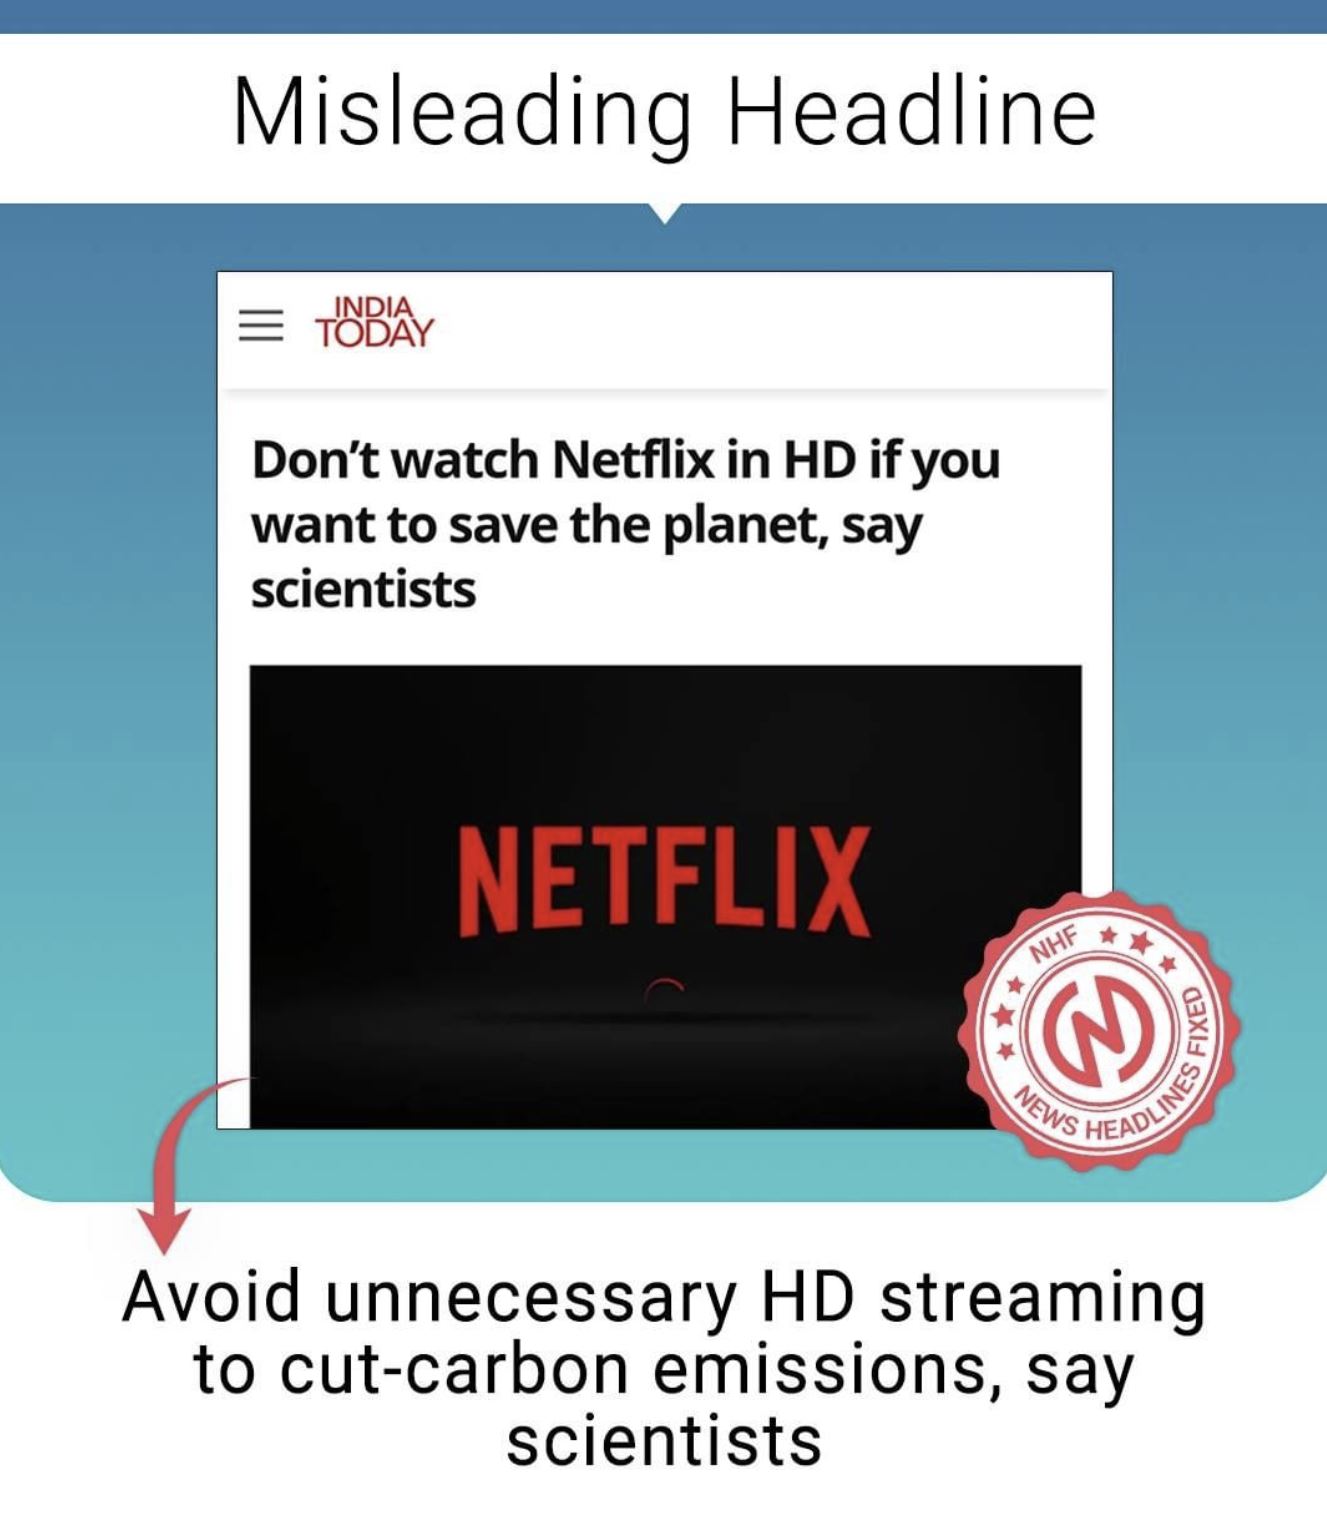 Misleading Headline
INDIA
TODAY
Don't watch Netflix in HD if you
want to save the planet, say
scientists
NETFLIX
NHF
NEWS HEADLINES FIXED
Avoid unnecessary HD streaming
to cut-carbon emissions, say
scientists